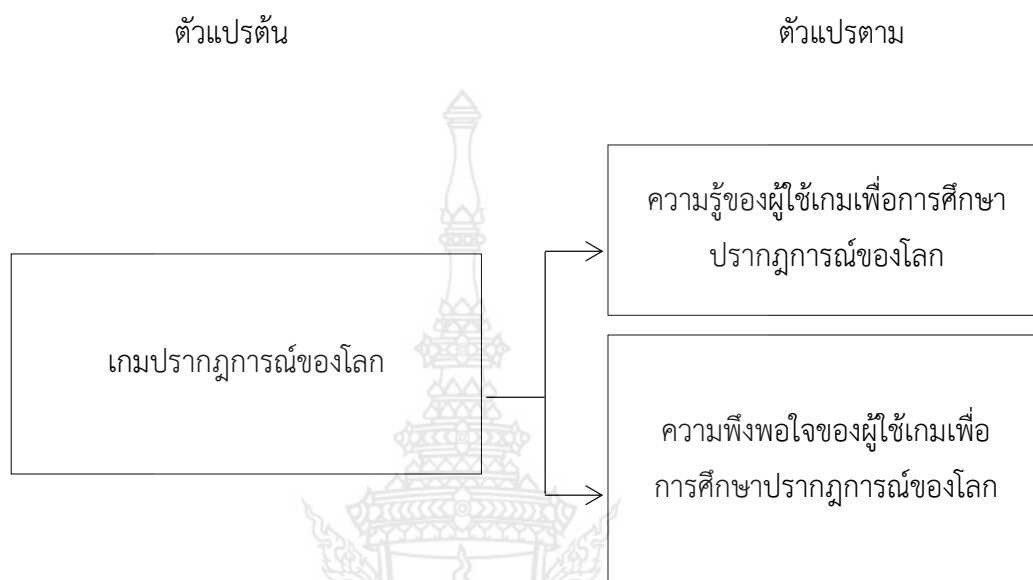 ตัวแปรต้น
ตัวแปรตาม
ความรู้ของผู้ใช้เกมเพื่อการศึกษา
ปรากฎการณ์ของโลก
เกมปรากฎการณ์ของโลก
ความพึงพอใจของผู้ใช้เกมเพื่อ
การศึกษาปรากฎการณ์ของโลก